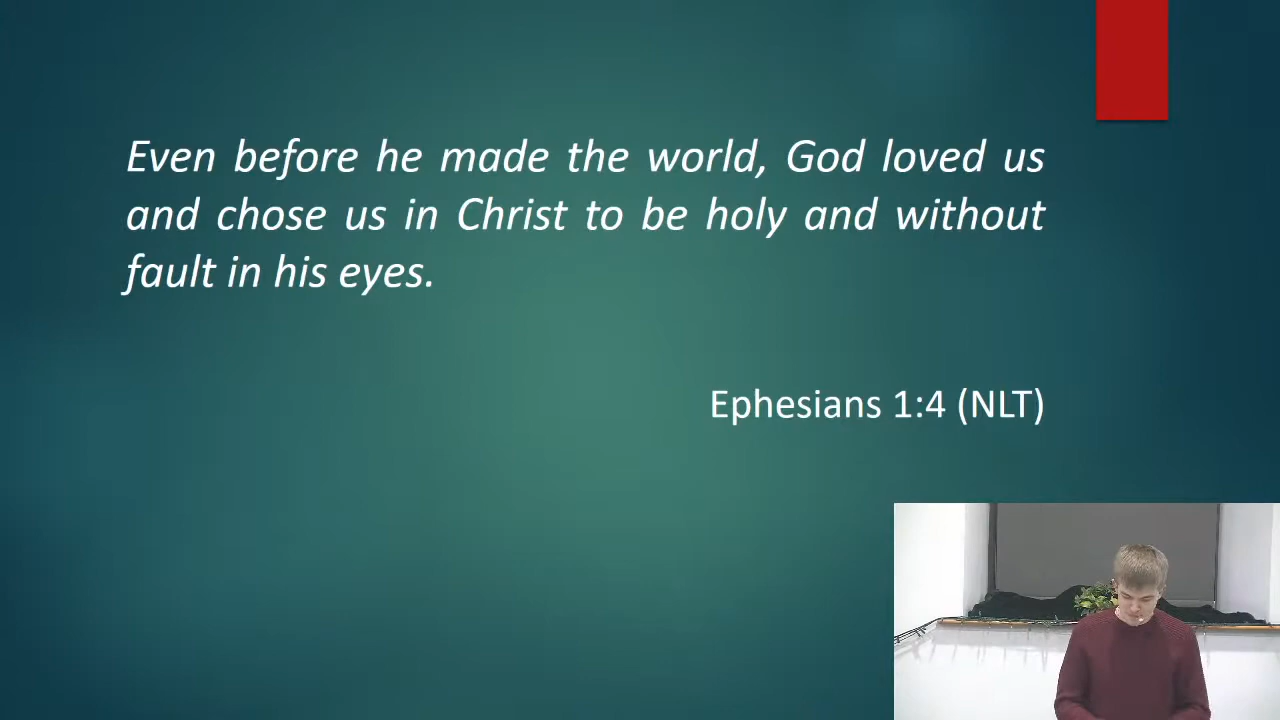 Even before he made the world, God loved us
and chose us in Christ to be holy and without
fault in his eyes.
Ephesians 1:4 (NLT)